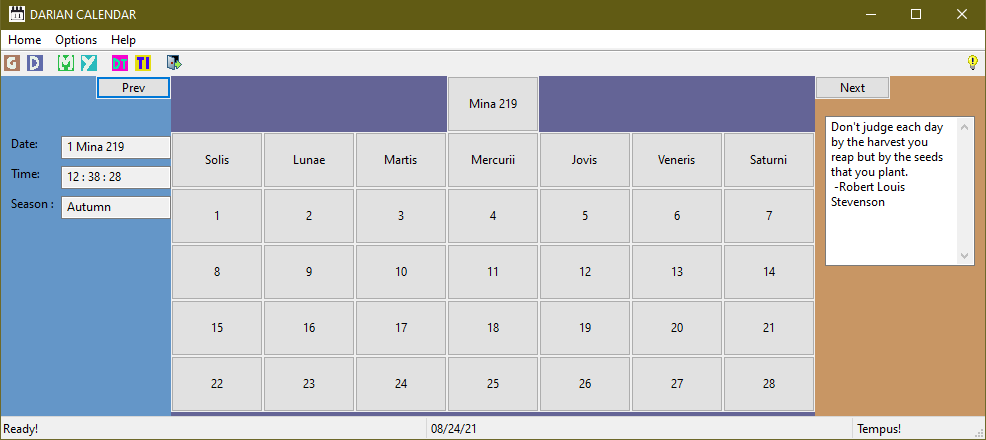 DARIAN CALENDAR
Home Options Help
G D M Y DT TI
Prev Mina 219 Next
Date: 1 Mina 219
Time: 12 : 38 : 28
Season : Autumn
Solis Lunae Martis Mercurii Jovis Veneris Saturni
1 2 3 4 5 6 7
8 9 10 11 12 13 14
15 16 17 18 19 20 21
22 23 24 25 26 27 28
Don't judge each day
by the harvest you
reap but by the seeds
that you plant.
-Robert Louis
Stevenson
Ready! 08/24/21 Tempus!